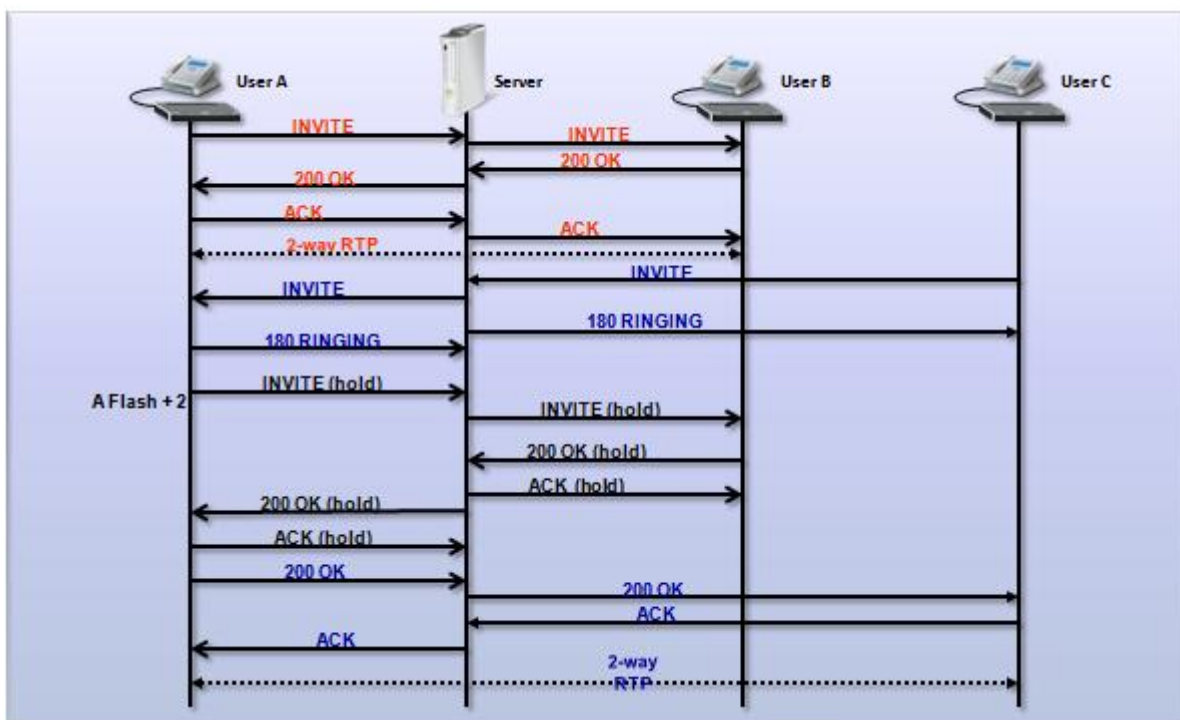 User A
Server
User B
User C
INVITE
INVITE
200 OK
200 OK
ACK
ACK
2-way RTP
INVITE
INVITE
180 RINGING
180 RINGING
INVITE (hold)
A Flash + 2
INVITE (hold)
200 OK (hold)
ACK (hold)
200 OK (hold)
ACK (hold)
200 OK
200 OK
ACK
ACK
2-way
RTP